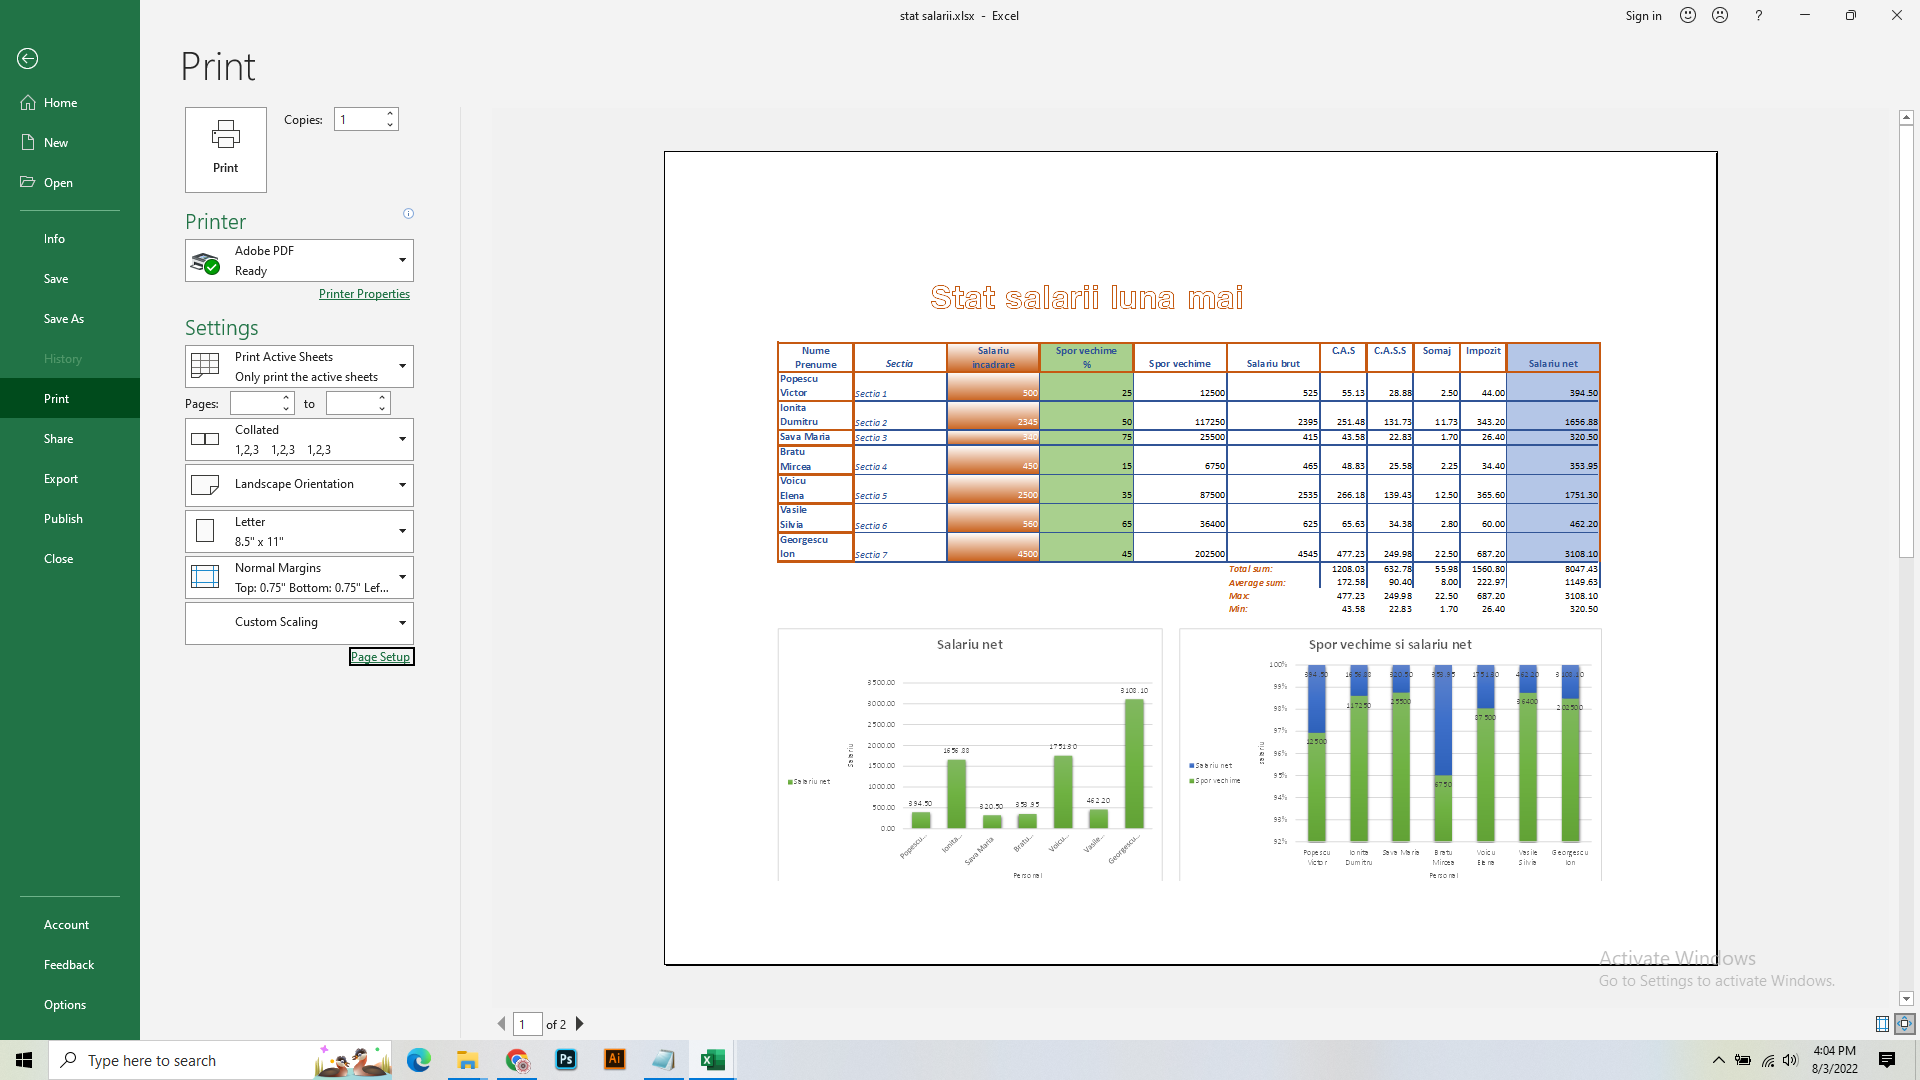 stat salarii.xlsx - Excel
Sign in
?
Print
Home
New
Open
Info
Save
Save As
History
Print
Share
Export
Publish
Close
Account
Feedback
Options
Print
Copies: 1
Printer
Adobe PDF
Ready
Printer Properties
Settings
Print Active Sheets
Only print the active sheets
Pages: to
Collated
1,2,3 1,2,3 1,2,3
Landscape Orientation
Letter
8.5" x 11"
Normal Margins
Top: 0.75" Bottom: 0.75" Lef...
Custom Scaling
Page Setup
Stat salarii luna mai
Nume Prenume Sectia Salariu incadrare Spor vechime % Spor vechime Salariu brut C.A.S C.A.S.S Somaj Impozit Salariu net
Popescu Victor Sectia 1 500 25 12500 525 55.13 28.88 2.50 44.00 394.50
Ionita Dumitru Sectia 2 2345 50 117250 2395 251.48 131.73 11.73 343.20 1656.88
Sava Maria Sectia 3 340 75 25500 415 43.58 22.83 1.70 26.40 320.50
Bratu Mircea Sectia 4 450 15 6750 465 48.83 25.58 2.25 34.40 353.95
Voicu Elena Sectia 5 2500 35 87500 2535 266.18 139.43 12.50 365.60 1751.30
Vasile Silvia Sectia 6 560 65 36400 625 65.63 34.38 2.80 60.00 462.20
Georgescu Ion Sectia 7 4500 45 202500 4545 477.23 249.98 22.50 687.20 3108.10
Total sum: 1208.03 632.78 55.98 1560.80 8047.43
Average sum: 172.58 90.40 8.00 222.97 1149.63
Max: 477.23 249.98 22.50 687.20 3108.10
Min: 43.58 22.83 1.70 26.40 320.50
Salariu net
3500.00
3000.00
2500.00
2000.00
1500.00
1000.00
500.00
0.00
Salariu
Salariu net
394.50
1656.88
320.50
353.95
1751.30
462.20
3108.10
Popescu...
Ionita...
Sava Maria
Bratu...
Voicu...
Vasile...
Georgescu...
Personal
Spor vechime si salariu net
100%
99%
98%
97%
96%
95%
94%
93%
92%
salariu
Salariu net
Spor vechime
394.50 1656.88 320.50 353.95 1751.30 462.20 3108.10
12500 117250 25500 6750 87500 36400 202500
Popescu Victor
Ionita Dumitru
Sava Maria
Bratu Mircea
Voicu Elena
Vasile Silvia
Georgescu Ion
Personal
Activate Windows
Go to Settings to activate Windows.
1 of 2
Type here to search
Ps
Ai
X
4:04 PM
8/3/2022